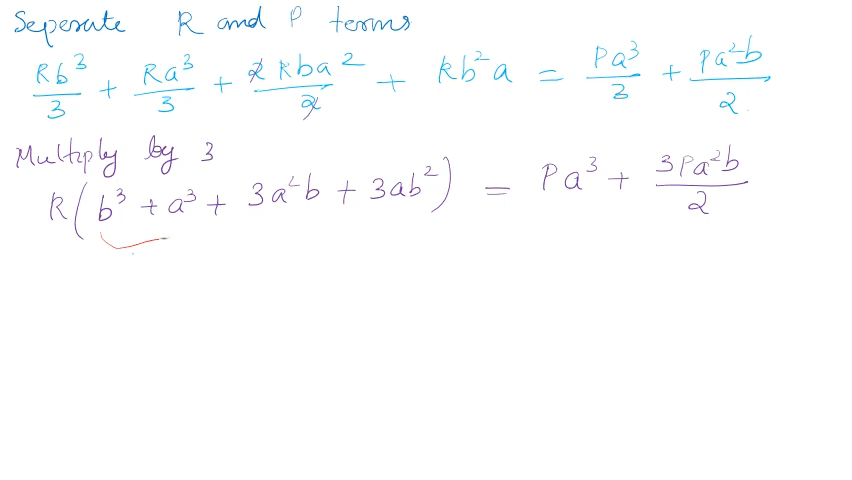 Seperate R and P terms
Rb³/3 + Ra³/3 + 2Rba²/2 + Rb²a = Pa³/3 + Pa²b/2
Multiply by 3
R(b³ + a³ + 3a²b + 3ab²) = Pa³ + 3Pa²b/2